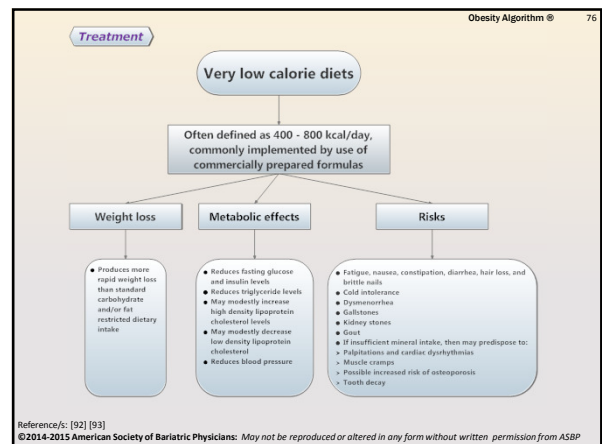 Obesity Algorithm ® 76
Treatment
Very low calorie diets
Often defined as 400 - 800 kcal/day,
commonly implemented by use of
commercially prepared formulas
Weight loss
Metabolic effects
Risks
● Produces more
rapid weight loss
than standard
carbohydrate
and/or fat
restricted dietary
intake
● Reduces fasting glucose
and insulin levels
● Reduces triglyceride levels
● May modestly increase
high density lipoprotein
cholesterol levels
● May modestly decrease
low density lipoprotein
cholesterol
● Reduces blood pressure
● Fatigue, nausea, constipation, diarrhea, hair loss, and
brittle nails
● Cold intolerance
● Dysmenorrhea
● Gallstones
● Kidney stones
● Gout
● If insufficient mineral intake, then may predispose to:
> Palpitations and cardiac dysrhythmias
> Muscle cramps
> Possible increased risk of osteoporosis
> Tooth decay
Reference/s: [92] [93]
©2014-2015 American Society of Bariatric Physicians: May not be reproduced or altered in any form without written permission from ASBP